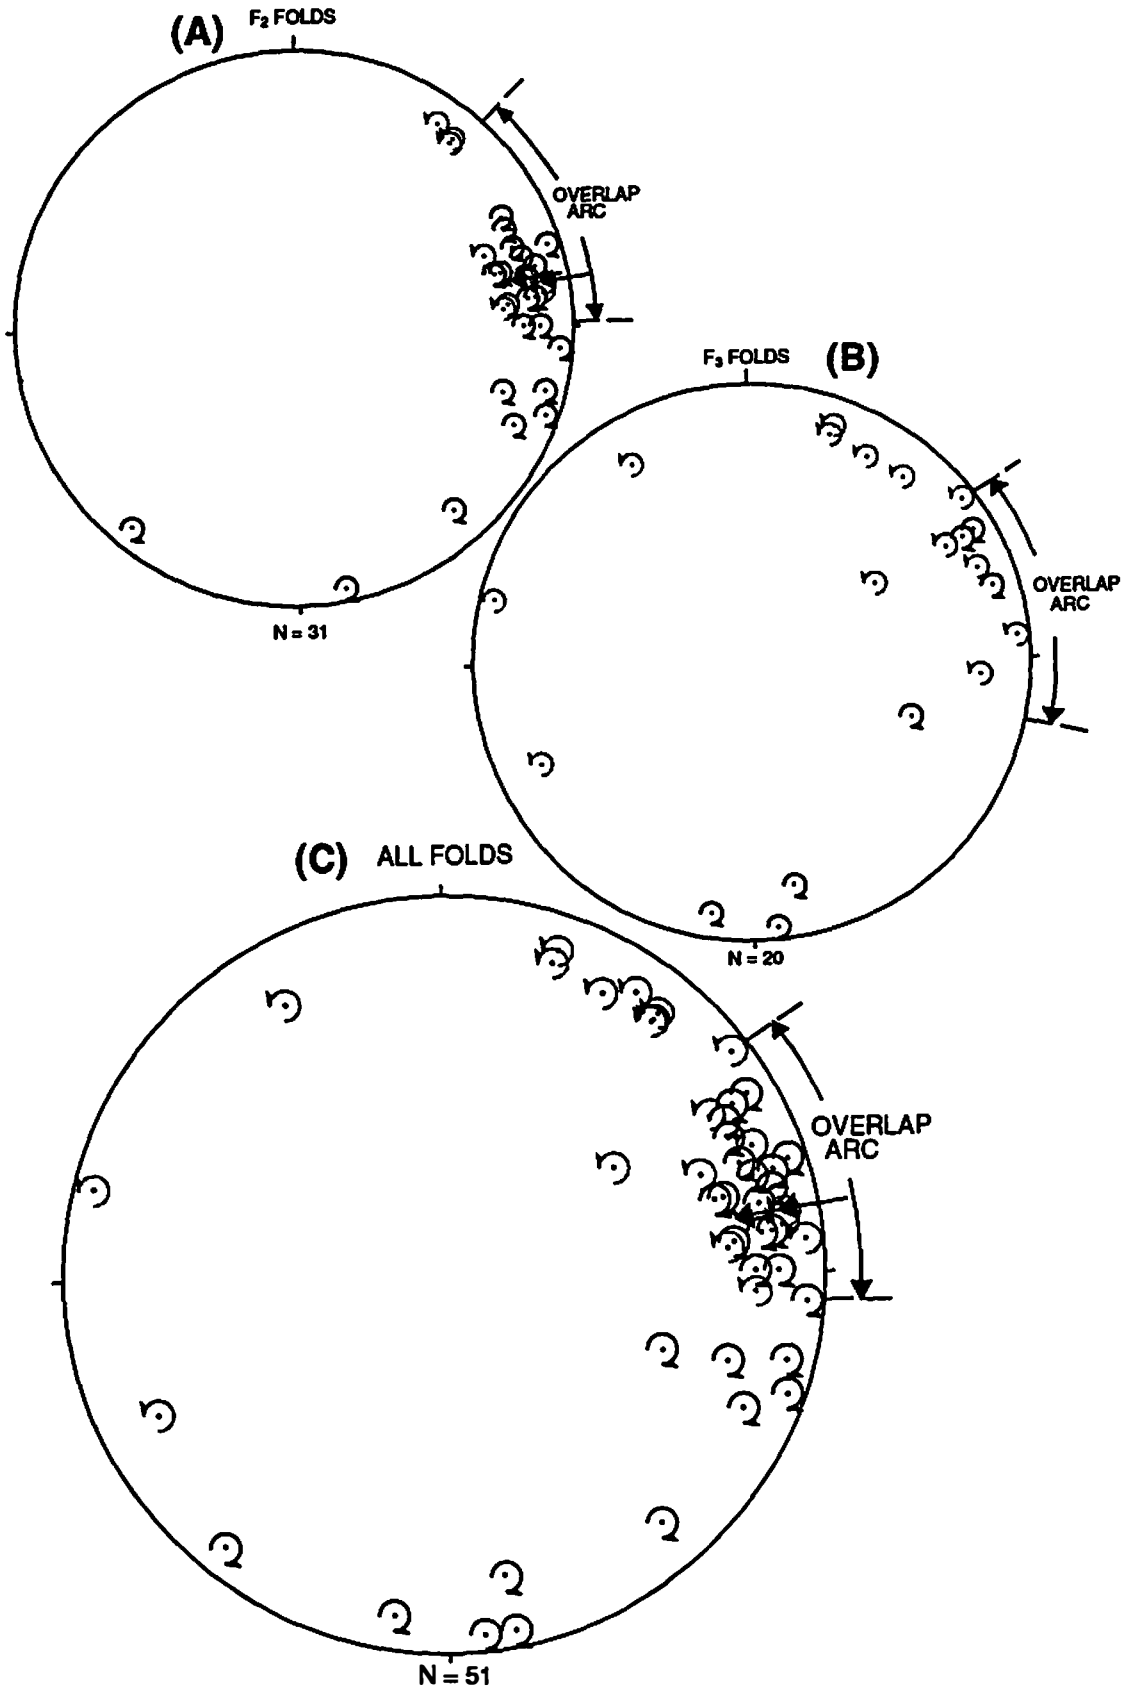 (A) F₂ FOLDS
OVERLAP
ARC
N = 31
F₃ FOLDS (B)
OVERLAP
ARC
N = 20
(C) ALL FOLDS
OVERLAP
ARC
N = 51